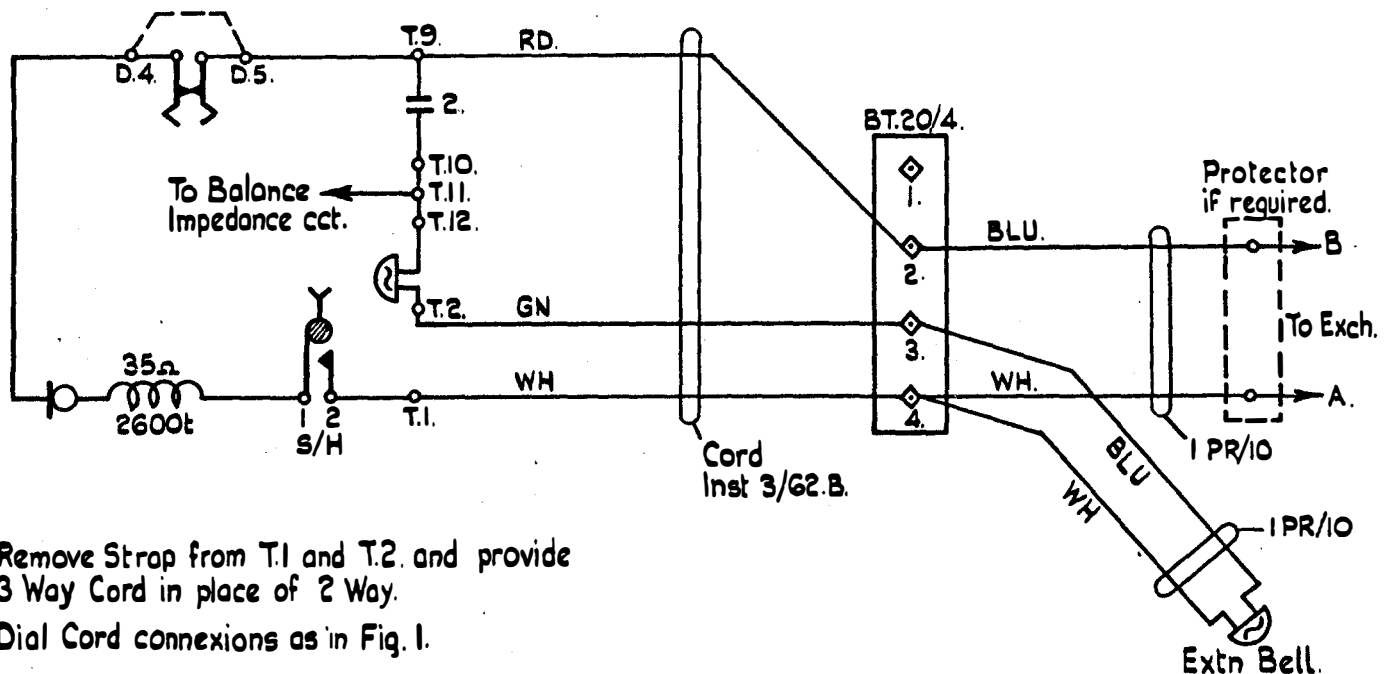 D.4.
D.5.
T.9.
RD.
2.
T.10.
T.11.
T.12.
To Balance
Impedance cct.
T.2.
GN
35Ω
2600t
1 2
S/H
T.1.
WH
Cord
Inst 3/62.B.
BT.20/4.
1.
2.
3.
4.
BLU.
WH.
Protector
if required.
B
To Exch.
A.
1 PR/10
BLU
WH
1 PR/10
Extn Bell.
Remove Strap from T.1 and T.2. and provide
3 Way Cord in place of 2 Way.
Dial Cord connexions as in Fig. 1.